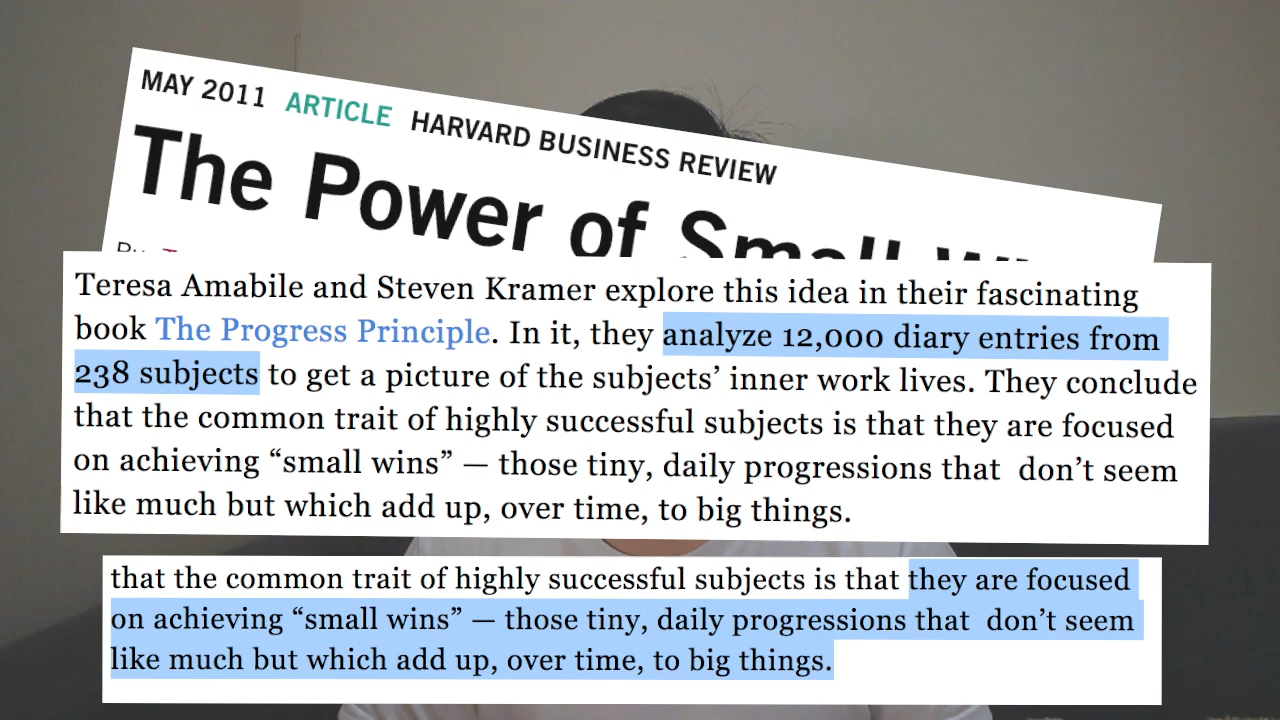 MAY 2011 ARTICLE HARVARD BUSINESS REVIEW
The Power of Small
Teresa Amabile and Steven Kramer explore this idea in their fascinating
book The Progress Principle. In it, they analyze 12,000 diary entries from
238 subjects to get a picture of the subjects’ inner work lives. They conclude
that the common trait of highly successful subjects is that they are focused
on achieving “small wins” — those tiny, daily progressions that don’t seem
like much but which add up, over time, to big things.
that the common trait of highly successful subjects is that they are focused
on achieving “small wins” — those tiny, daily progressions that don’t seem
like much but which add up, over time, to big things.